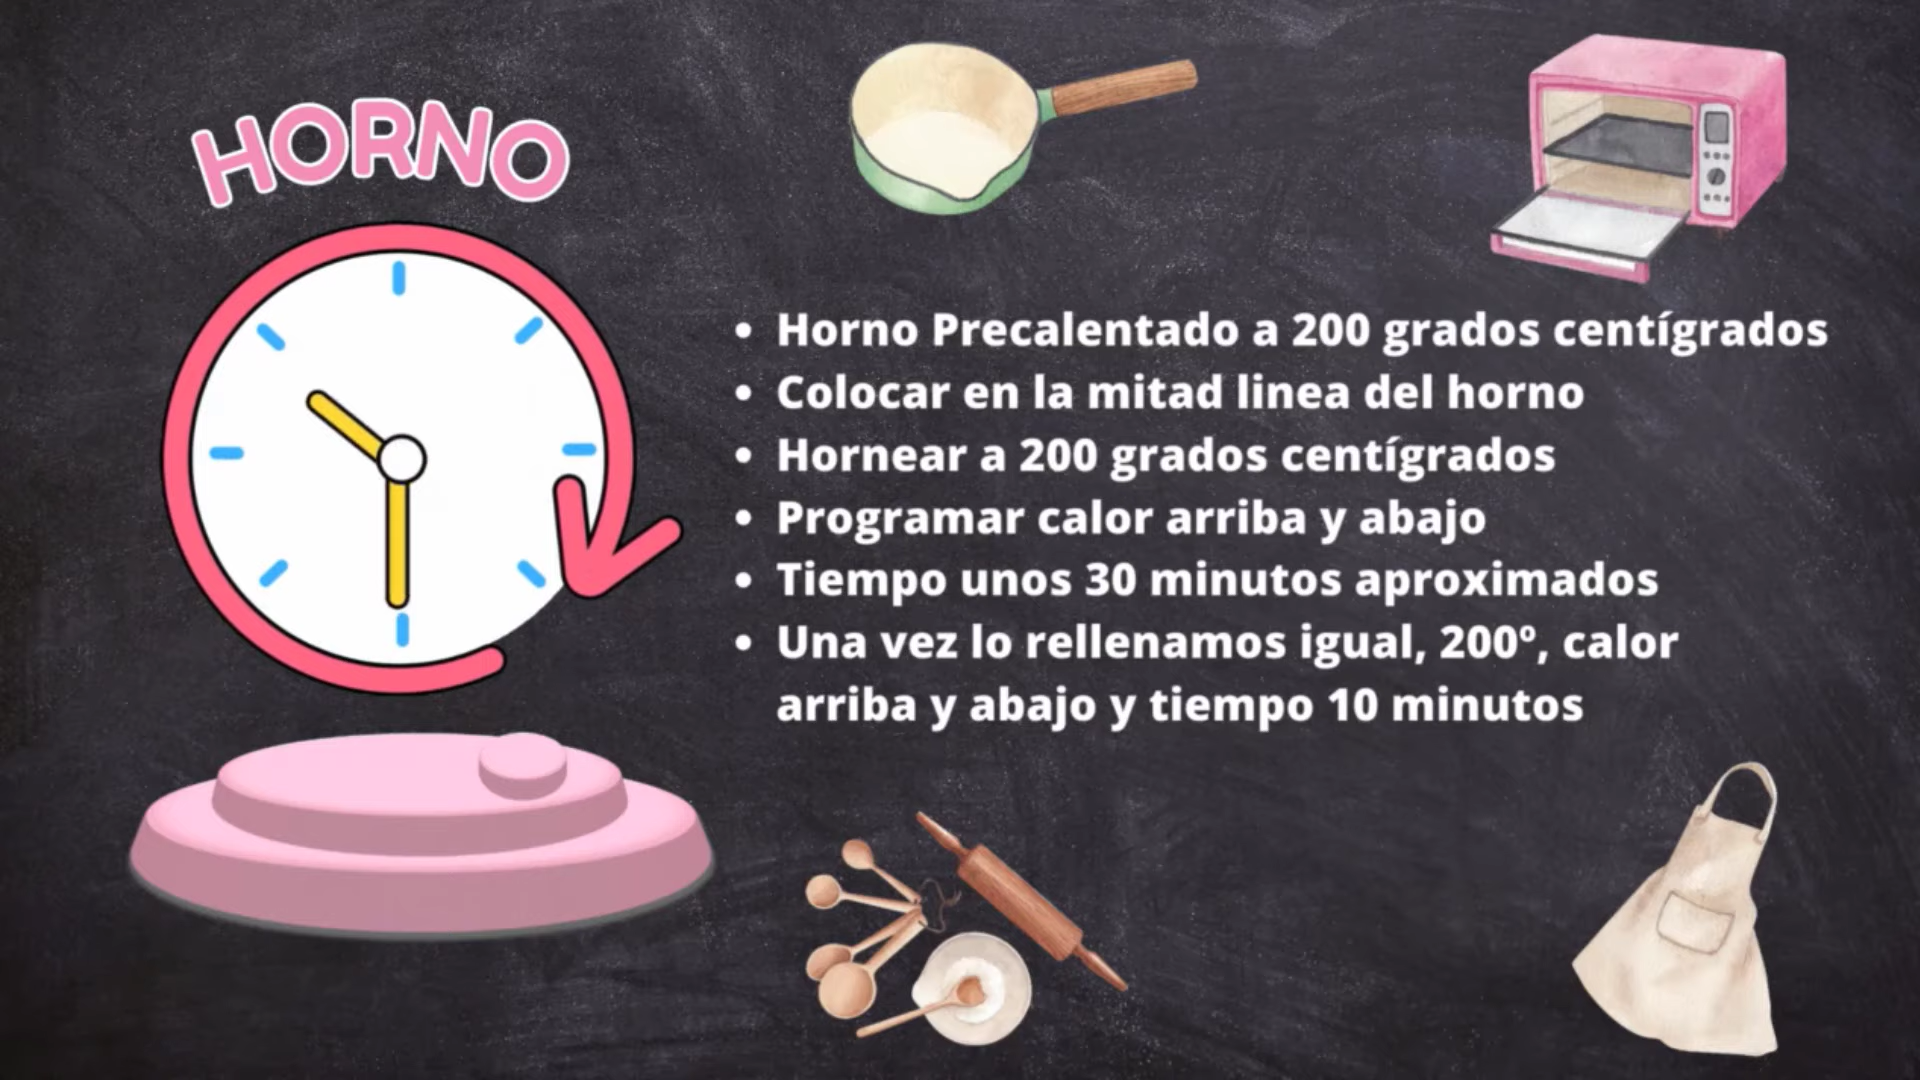 HORNO
• Horno Precalentado a 200 grados centígrados
• Colocar en la mitad linea del horno
• Hornear a 200 grados centígrados
• Programar calor arriba y abajo
• Tiempo unos 30 minutos aproximados
• Una vez lo rellenamos igual, 200º, calor
arriba y abajo y tiempo 10 minutos